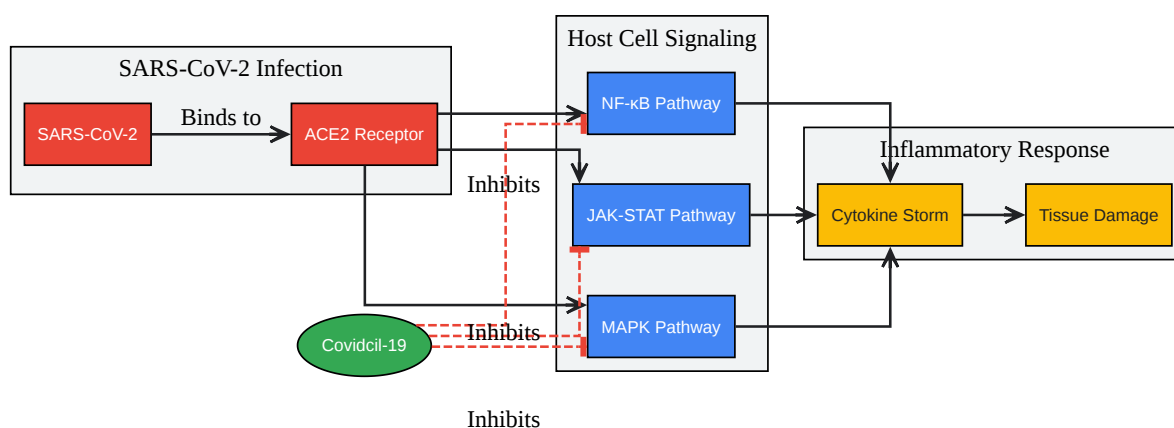 Host Cell Signaling
SARS-CoV-2 Infection
NF-κB Pathway
SARS-CoV-2
Binds to
ACE2 Receptor
Inflammatory Response
Inhibits
JAK-STAT Pathway
Cytokine Storm
Tissue Damage
Inhibits
MAPK Pathway
Covidcil-19
Inhibits